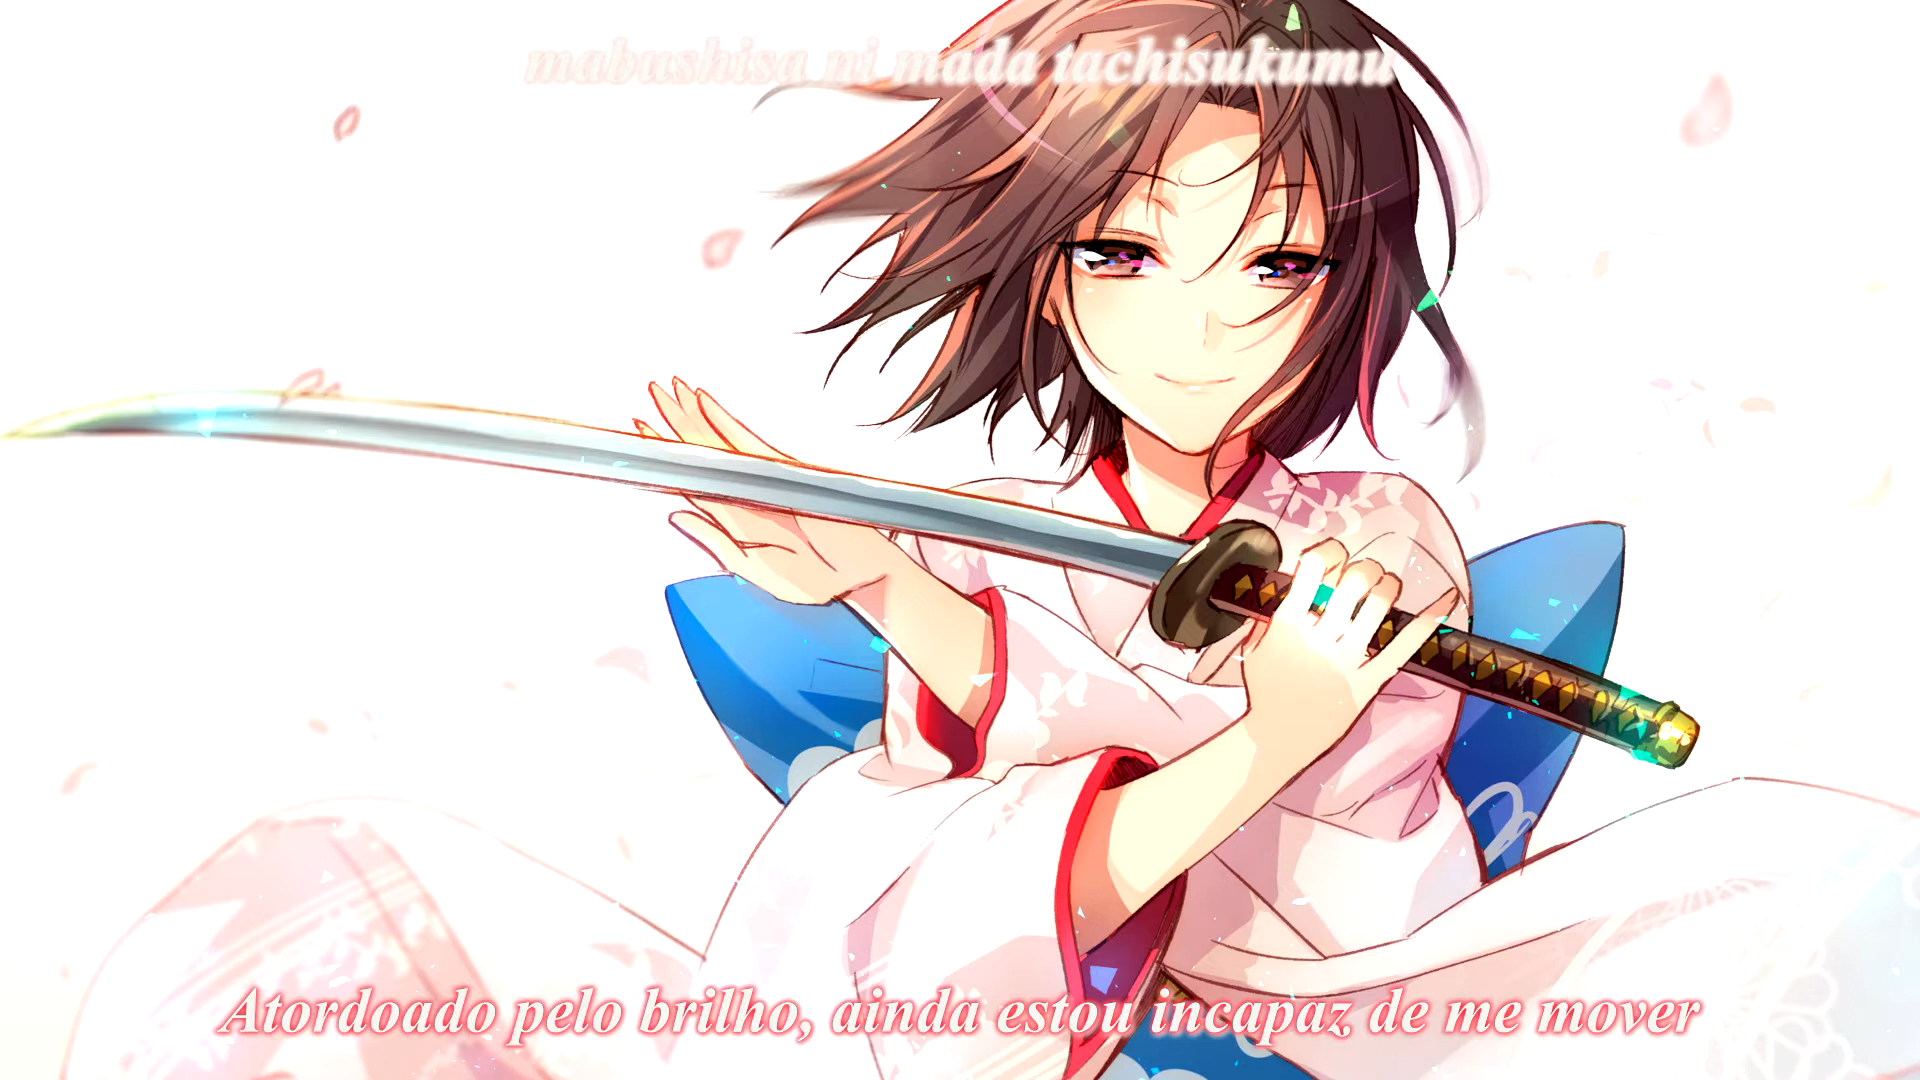 mabushisa ni mada tachisukumu
Atordoado pelo brilho, ainda estou incapaz de me mover